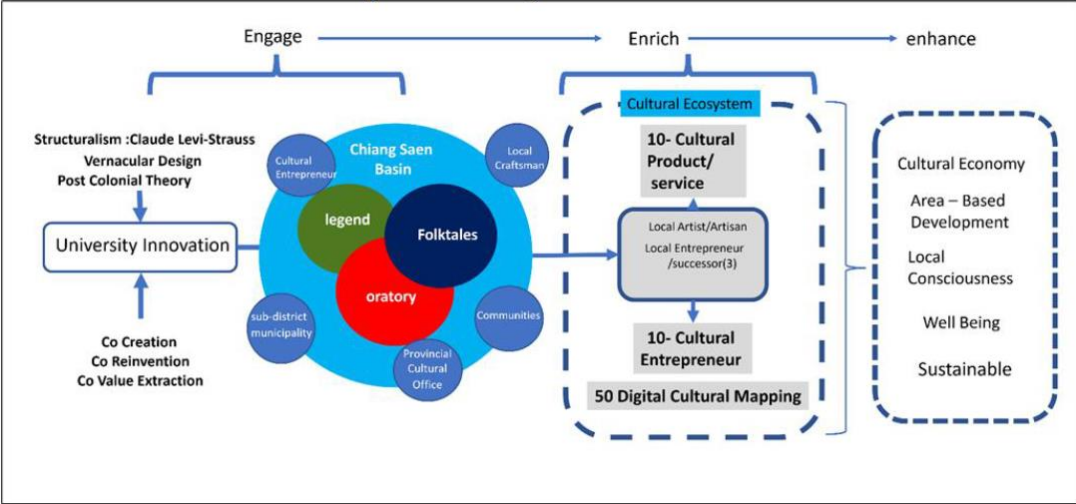 Engage
Enrich
enhance
Structuralism :Claude Levi-Strauss
Vernacular Design
Post Colonial Theory
University Innovation
Co Creation
Co Reinvention
Co Value Extraction
Chiang Saen
Basin
Cultural
Entrepreneur
Local
Craftsman
legend
Folktales
oratory
sub-district
municipality
Communities
Provincial
Cultural
Office
Cultural Ecosystem
10- Cultural
Product/
service
Local Artist/Artisan
Local Entrepreneur
/successor(3)
10- Cultural
Entrepreneur
50 Digital Cultural Mapping
Cultural Economy
Area – Based
Development
Local
Consciousness
Well Being
Sustainable